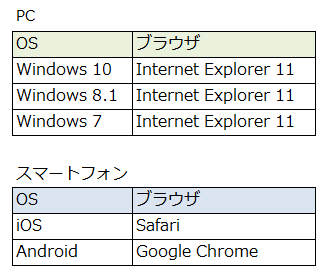 PC
OS ブラウザ
Windows 10 Internet Explorer 11
Windows 8.1 Internet Explorer 11
Windows 7 Internet Explorer 11
スマートフォン
OS ブラウザ
iOS Safari
Android Google Chrome